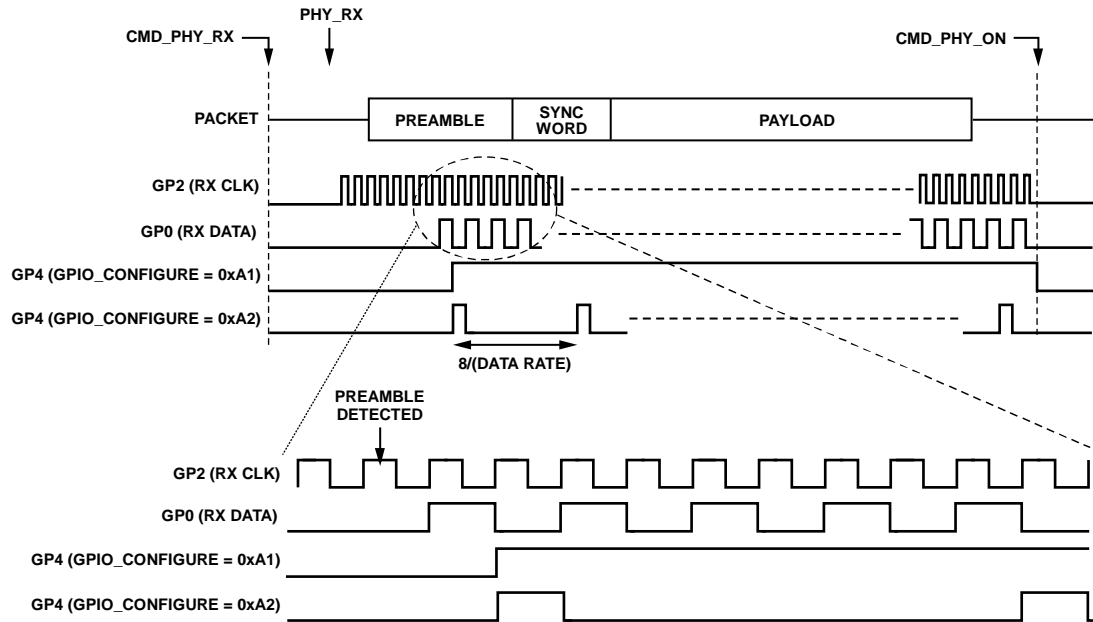 PHY_RX
CMD_PHY_RX
CMD_PHY_ON
PACKET
PREAMBLE
SYNC
WORD
PAYLOAD
GP2 (RX CLK)
GP0 (RX DATA)
GP4 (GPIO_CONFIGURE = 0xA1)
GP4 (GPIO_CONFIGURE = 0xA2)
8/(DATA RATE)
PREAMBLE
DETECTED
GP2 (RX CLK)
GP0 (RX DATA)
GP4 (GPIO_CONFIGURE = 0xA1)
GP4 (GPIO_CONFIGURE = 0xA2)